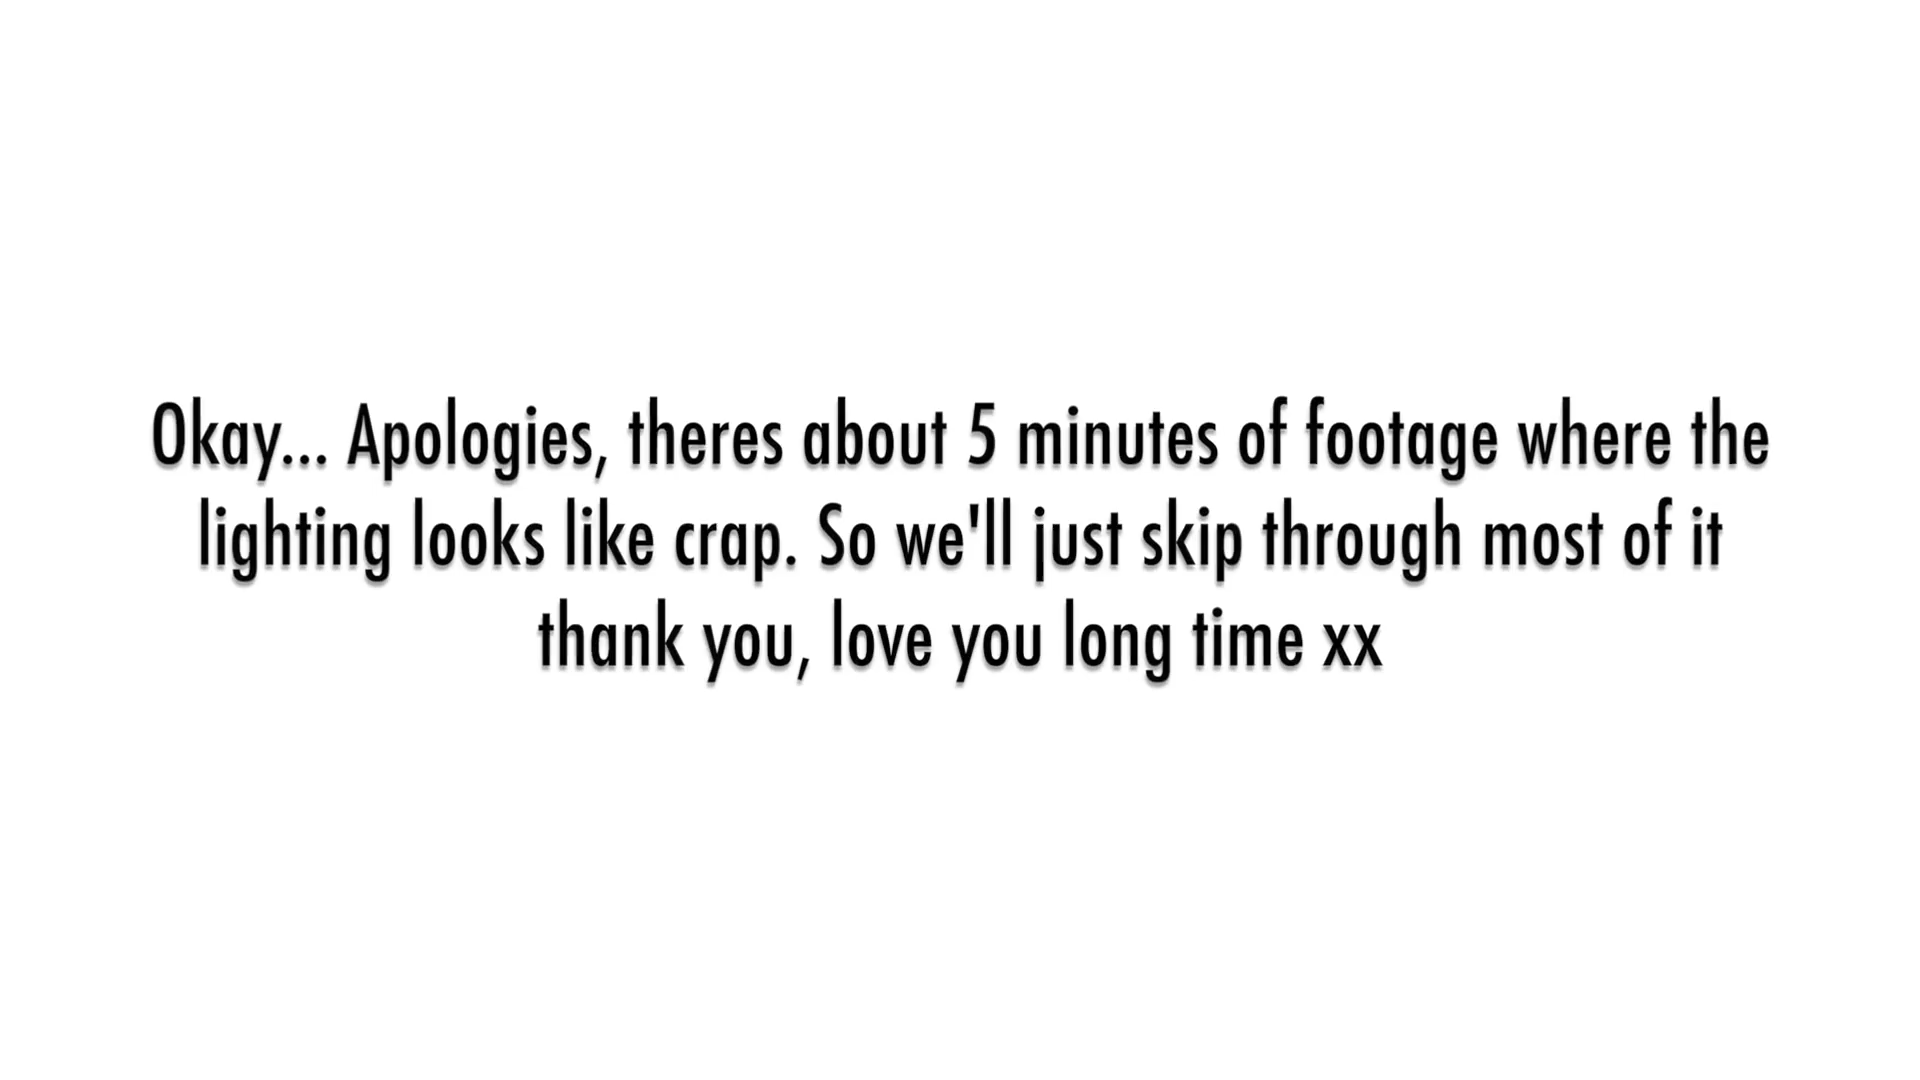 Okay... Apologies, theres about 5 minutes of footage where the
lighting looks like crap. So we'll just skip through most of it
thank you, love you long time xx